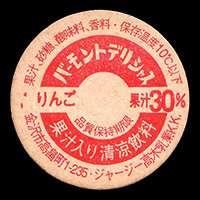 果汁、砂糖、酸味料、香料・保存温度10℃以下
バーモントデリシャス
りんご
果汁30%
品質保持期限
果汁入り清涼飲料
金沢市高畠町1-235・ジャージー高木乳業K.K.